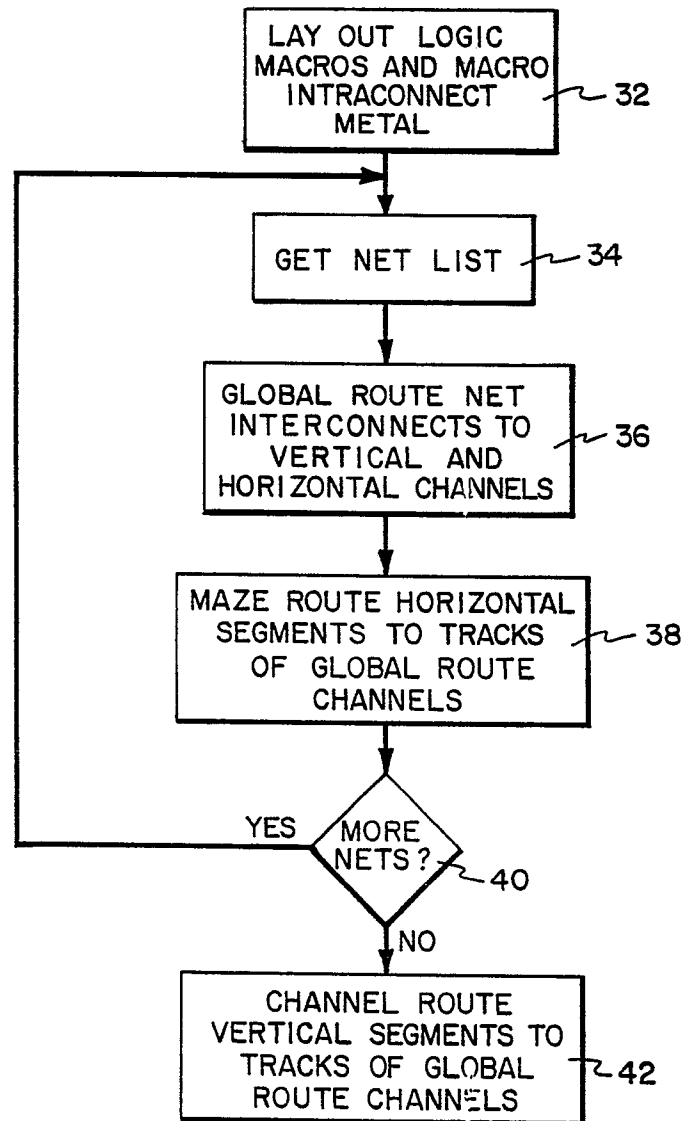 LAY OUT LOGIC
MACROS AND MACRO
INTRACONNECT
METAL
32
GET NET LIST
34
GLOBAL ROUTE NET
INTERCONNECTS TO
VERTICAL AND
HORIZONTAL CHANNELS
36
MAZE ROUTE HORIZONTAL
SEGMENTS TO TRACKS
OF GLOBAL ROUTE
CHANNELS
38
YES
MORE
NETS?
40
NO
CHANNEL ROUTE
VERTICAL SEGMENTS TO
TRACKS OF GLOBAL
ROUTE CHANNELS
42